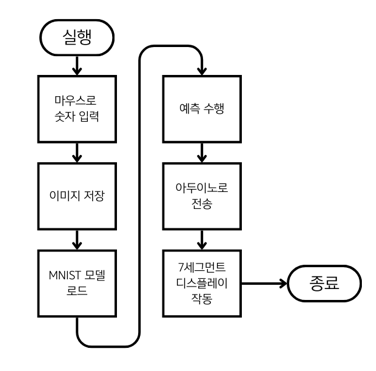 실행
마우스로
숫자 입력
이미지 저장
MNIST 모델
로드
예측 수행
아두이노로
전송
7세그먼트
디스플레이
작동
종료